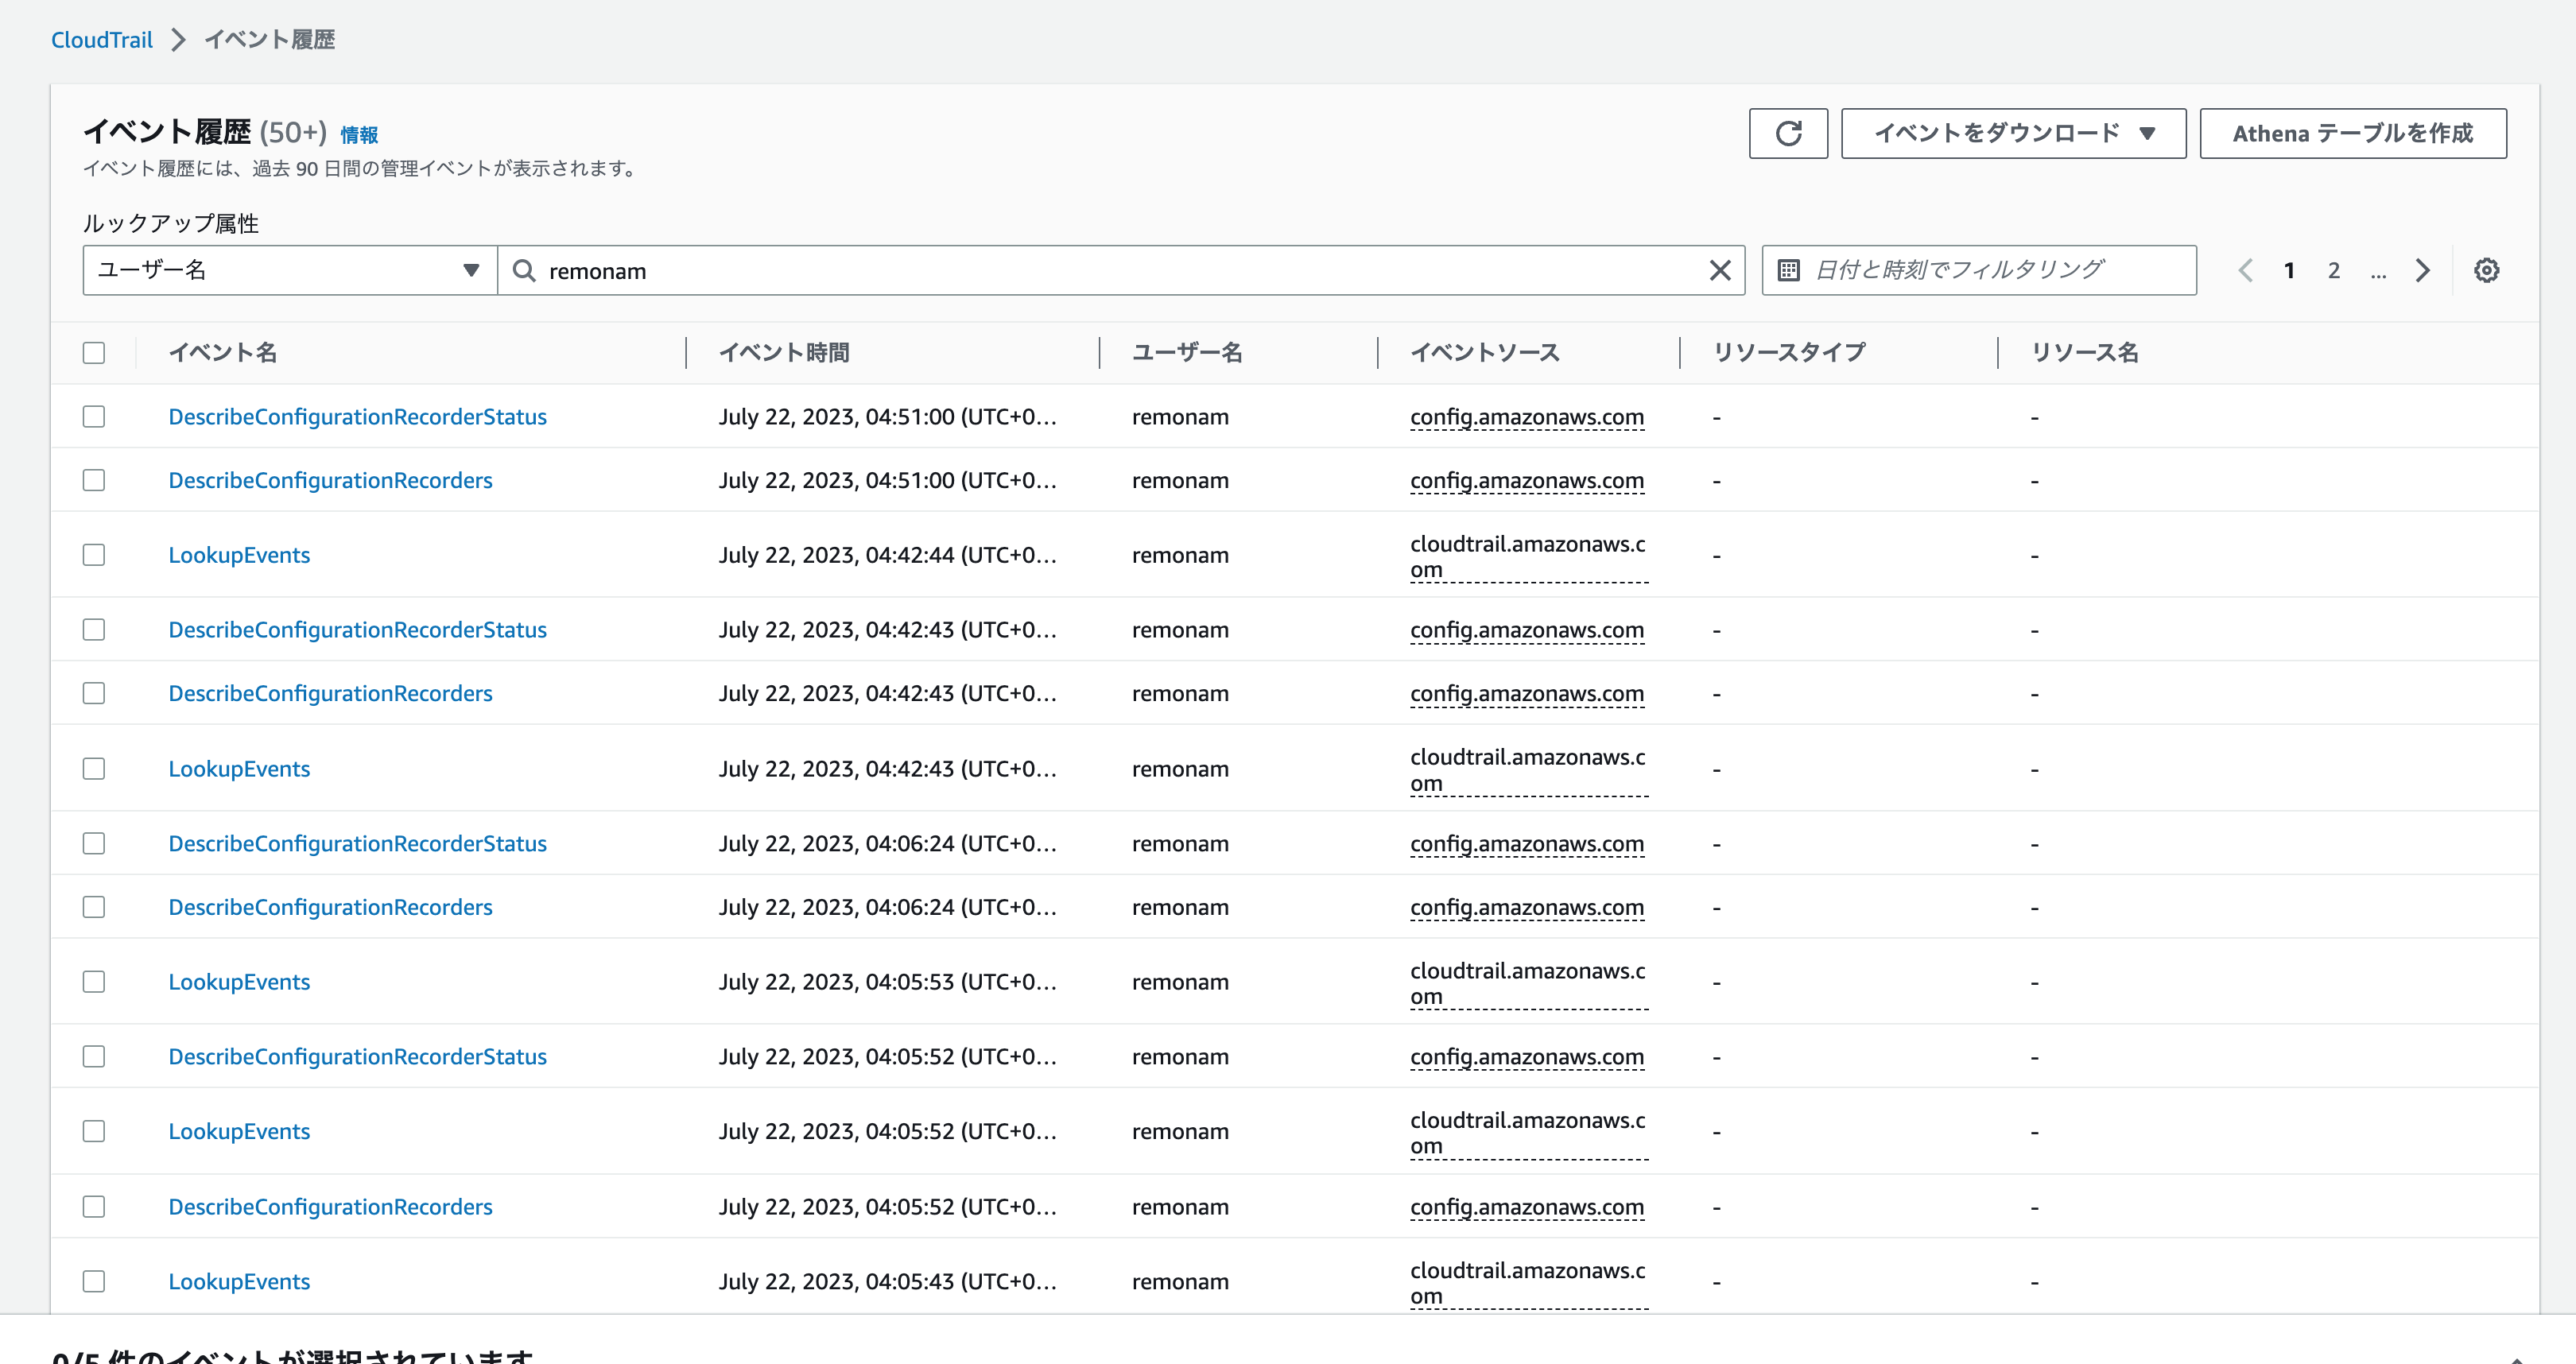 CloudTrail > イベント履歴
イベント履歴 (50+) 情報
イベント履歴には、過去 90 日間の管理イベントが表示されます。
イベントをダウンロード
Athena テーブルを作成
ルックアップ属性
ユーザー名
remonam
日付と時刻でフィルタリング
1 2 ...
イベント名 イベント時間 ユーザー名 イベントソース リソースタイプ リソース名
DescribeConfigurationRecorderStatus July 22, 2023, 04:51:00 (UTC+0… remonam config.amazonaws.com - -
DescribeConfigurationRecorders July 22, 2023, 04:51:00 (UTC+0… remonam config.amazonaws.com - -
LookupEvents July 22, 2023, 04:42:44 (UTC+0… remonam cloudtrail.amazonaws.c - -
om
DescribeConfigurationRecorderStatus July 22, 2023, 04:42:43 (UTC+0… remonam config.amazonaws.com - -
DescribeConfigurationRecorders July 22, 2023, 04:42:43 (UTC+0… remonam config.amazonaws.com - -
LookupEvents July 22, 2023, 04:42:43 (UTC+0… remonam cloudtrail.amazonaws.c - -
om
DescribeConfigurationRecorderStatus July 22, 2023, 04:06:24 (UTC+0… remonam config.amazonaws.com - -
DescribeConfigurationRecorders July 22, 2023, 04:06:24 (UTC+0… remonam config.amazonaws.com - -
LookupEvents July 22, 2023, 04:05:53 (UTC+0… remonam cloudtrail.amazonaws.c - -
om
DescribeConfigurationRecorderStatus July 22, 2023, 04:05:52 (UTC+0… remonam config.amazonaws.com - -
LookupEvents July 22, 2023, 04:05:52 (UTC+0… remonam cloudtrail.amazonaws.c - -
om
DescribeConfigurationRecorders July 22, 2023, 04:05:52 (UTC+0… remonam config.amazonaws.com - -
LookupEvents July 22, 2023, 04:05:43 (UTC+0… remonam cloudtrail.amazonaws.c - -
om
0/5 件のイベントが選択されています